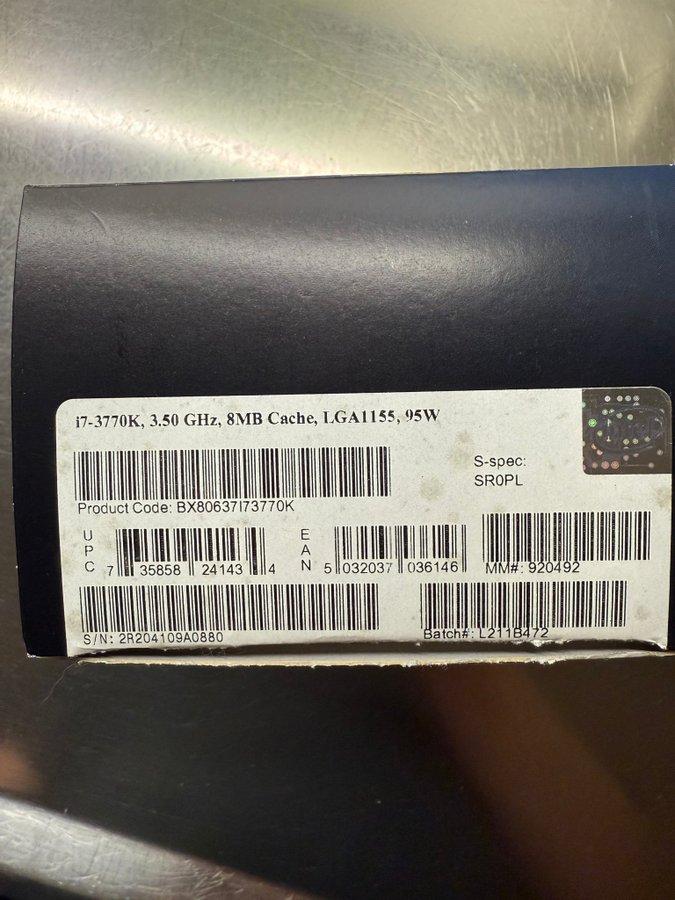 i7-3770K, 3.50 GHz, 8MB Cache, LGA1155, 95W
S-spec:
SR0PL
Product Code: BX80637I73770K
UPC 7 35858 24143 4
EAN 5 032037 036146
MM#: 920492
S/N: 2R204109A0880
Batch#: L211B472